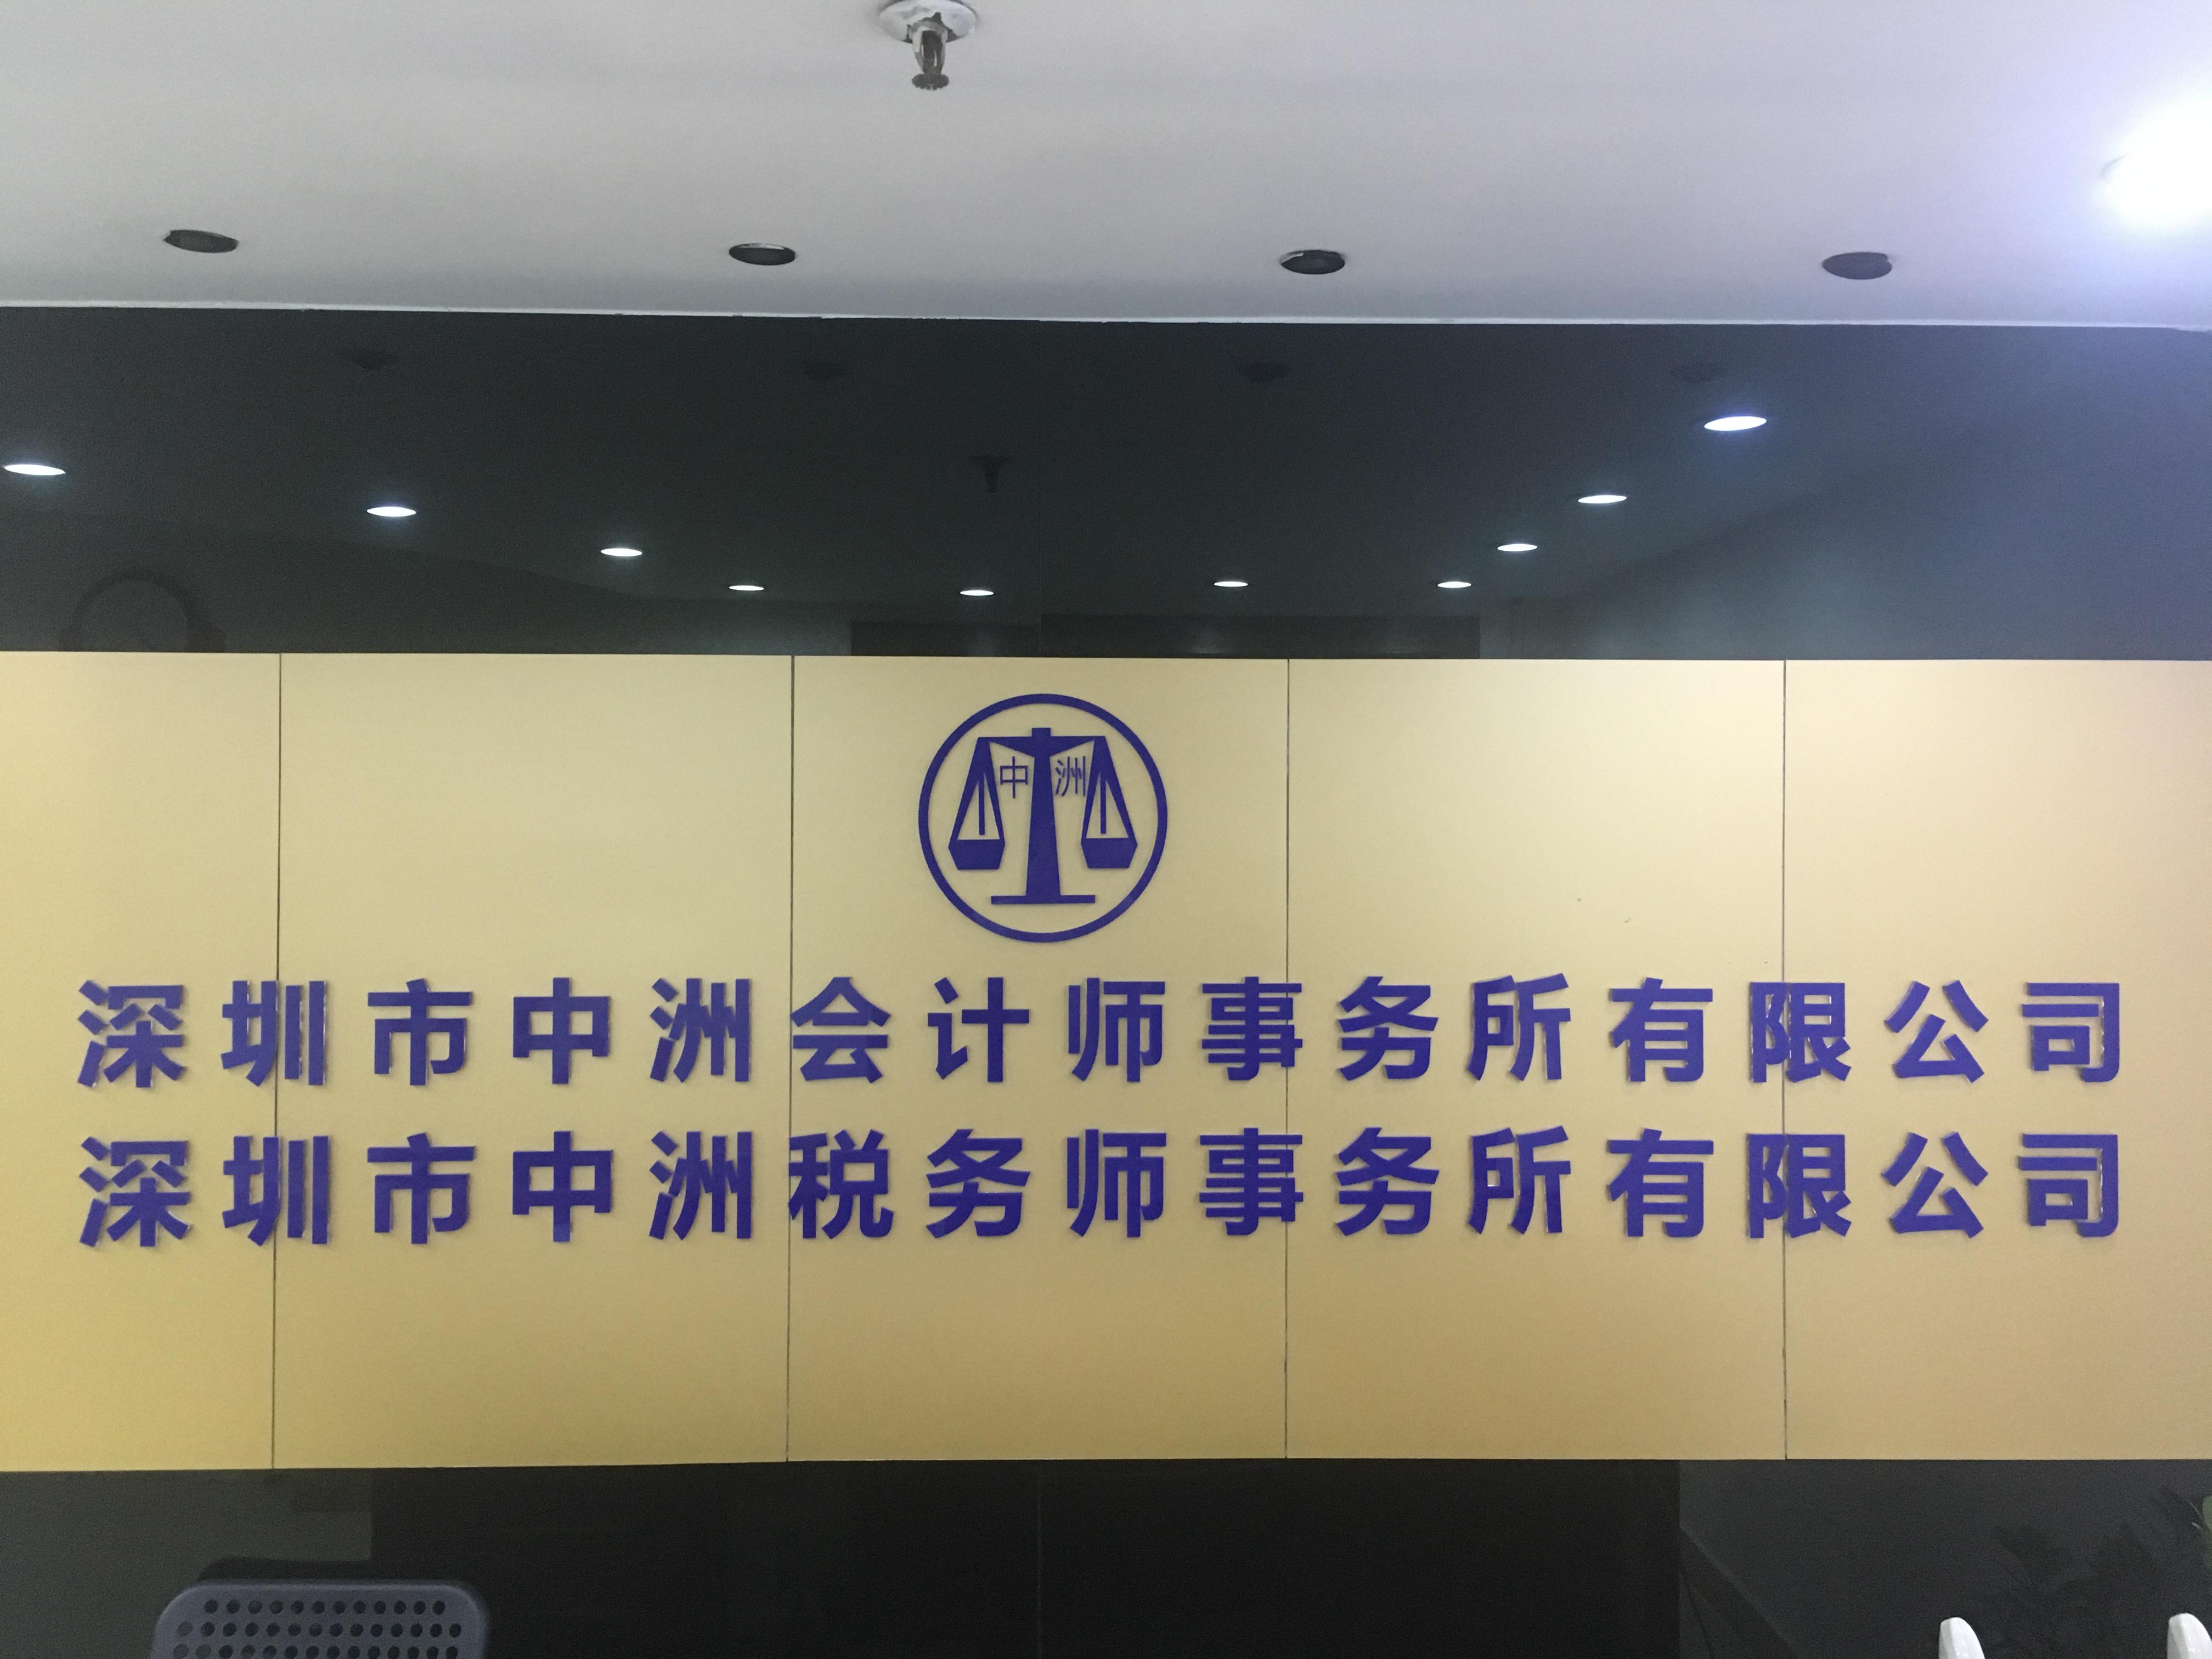 中 洲
深圳市中洲会计师事务所有限公司
深圳市中洲税务师事务所有限公司